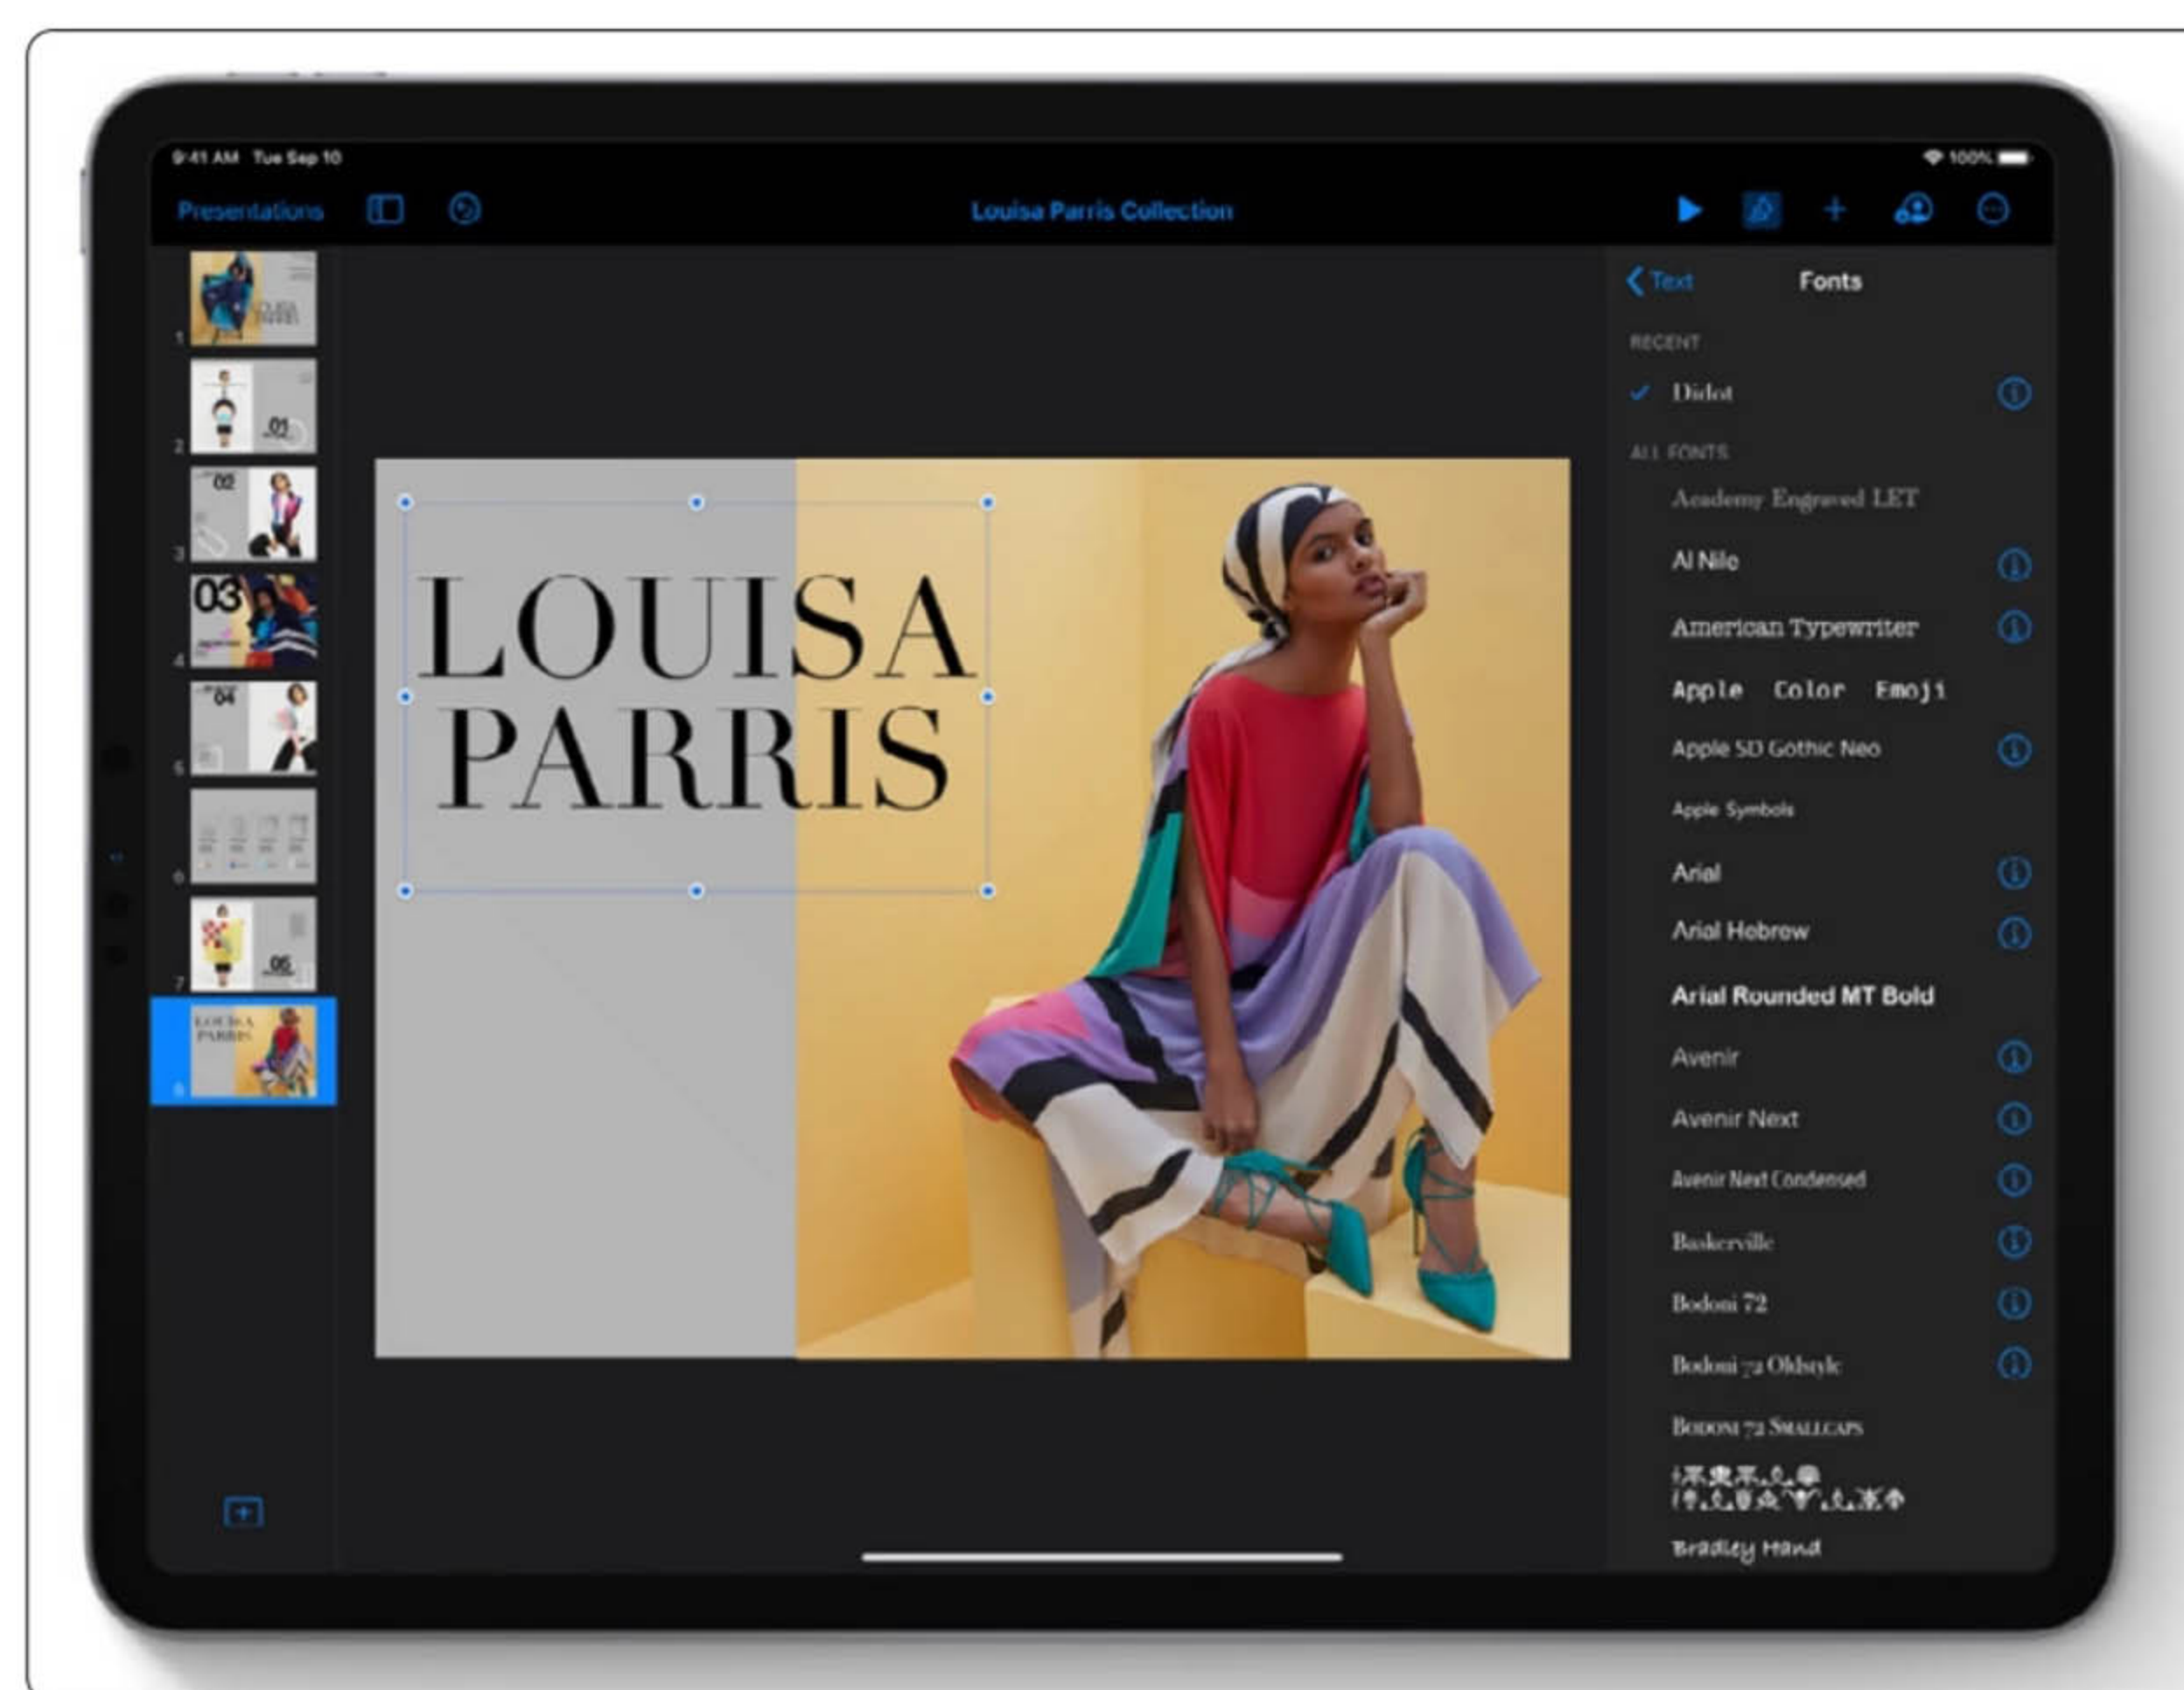 9:41 AM Tue Sep 10
100%
Presentations
Louisa Parris Collection
1
2
01
3
02
4
03
5
04
6
7
05
LOUISA
PARRIS
8
LOUISA
PARRIS
Text
Fonts
RECENT
Didot
ALL FONTS
Academy Engraved LET
Al Nile
American Typewriter
Apple Color Emoji
Apple SD Gothic Neo
Apple Symbols
Arial
Arial Hebrew
Arial Rounded MT Bold
Avenir
Avenir Next
Avenir Next Condensed
Baskerville
Bodoni 72
Bodoni 72 Oldstyle
Bodoni 72 Smallcaps
Bradley Hand